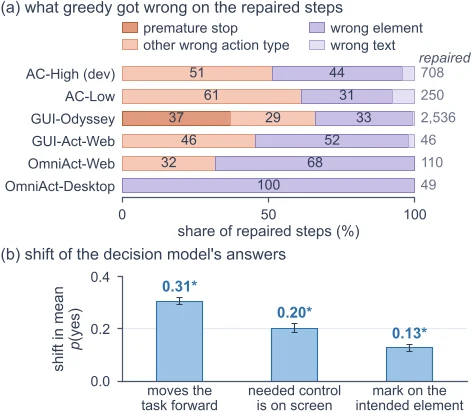 (a) what greedy got wrong on the repaired steps
premature stop
wrong element
other wrong action type
wrong text
repaired
AC-High (dev) 51 44 708
AC-Low 61 31 250
GUI-Odyssey 37 29 33 2,536
GUI-Act-Web 46 52 46
OmniAct-Web 32 68 110
OmniAct-Desktop 100 49
0 50 100
share of repaired steps (%)
(b) shift of the decision model's answers
shift in mean
p(yes)
0.4
0.2
0.0
0.31*
0.20*
0.13*
moves the
task forward
needed control
is on screen
mark on the
intended element